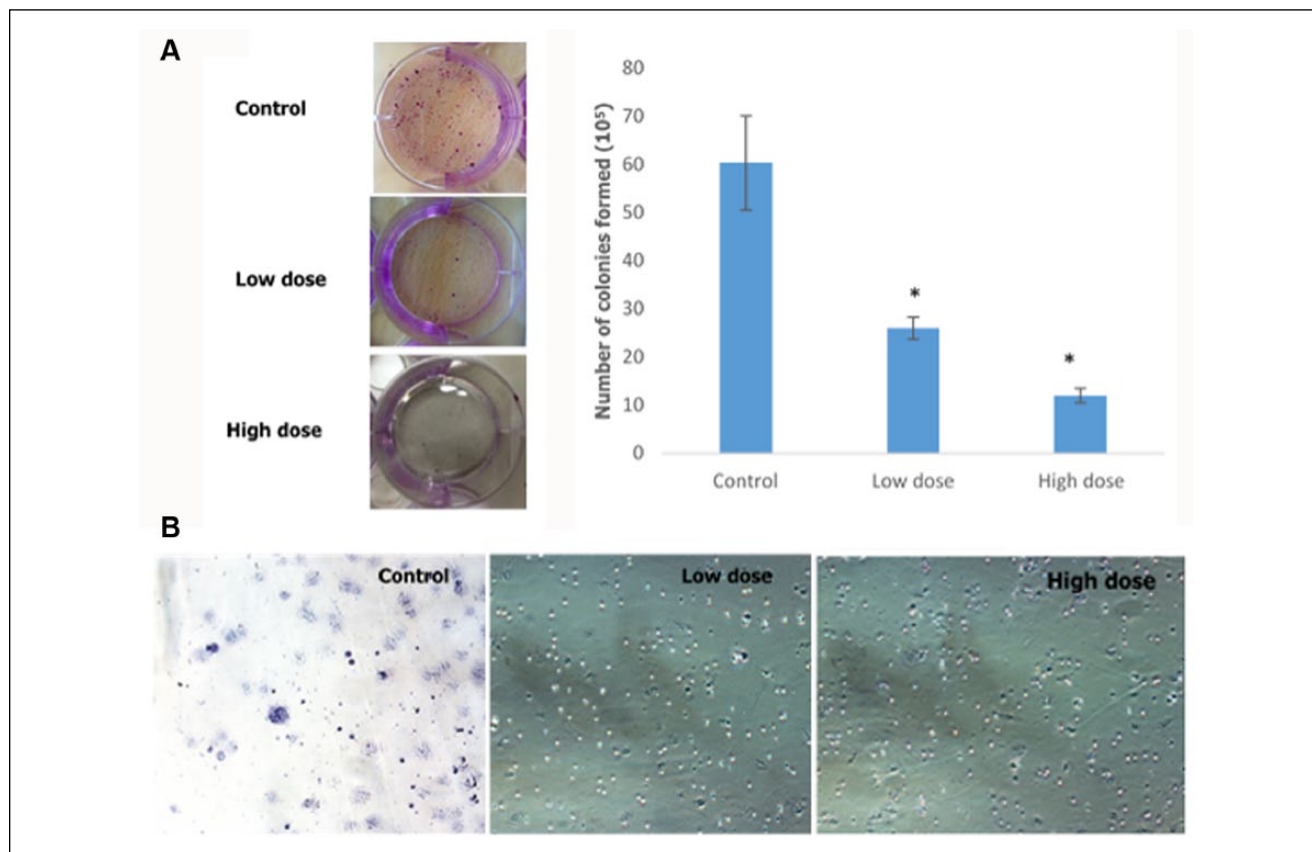 A
Control
Low dose
High dose
Number of colonies formed (10⁵)
80
70
60
50
40
30
20
10
0
*
*
Control
Low dose
High dose
B
Control
Low dose
High dose